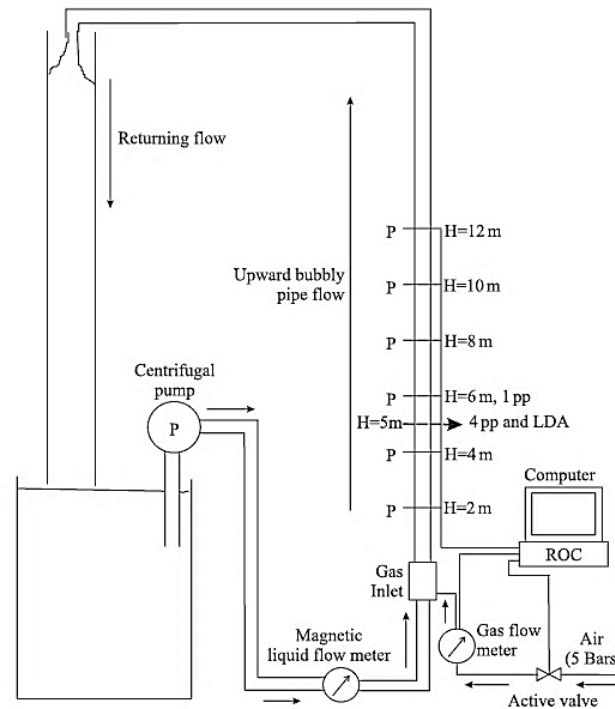 Returning flow
P H=12 m
Upward bubbly
pipe flow
P H=10 m
P H=8 m
Centrifugal
pump
P
P H=6 m, 1 pp
H=5m 4 pp and LDA
P H=4 m
P H=2 m
Computer
ROC
Gas
Inlet
Magnetic
liquid flow meter
Gas flow
meter
Air
(5 Bars
Active valve